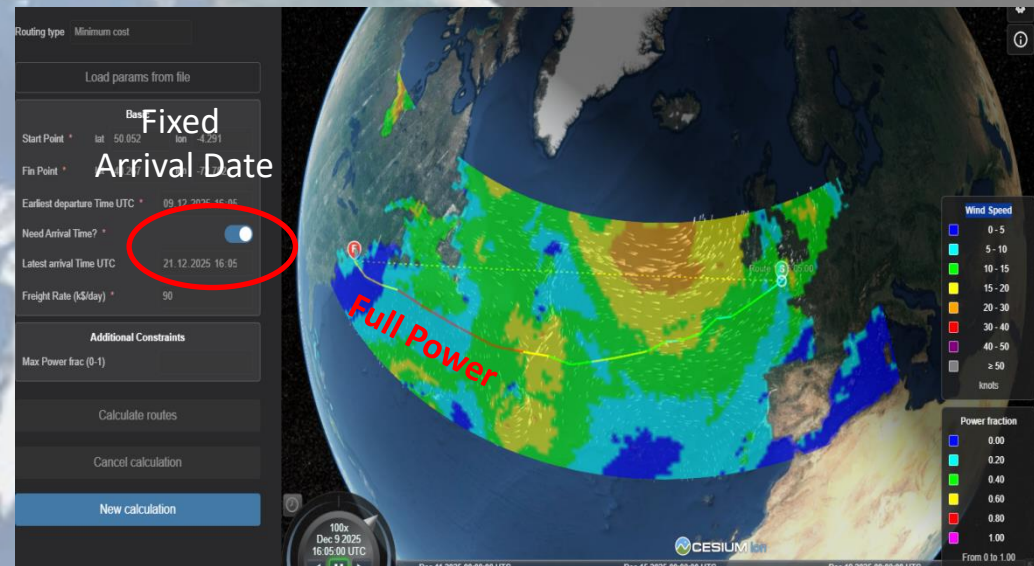 Routing type Minimum cost
Load params from file
Fixed
Arrival Date
Start Point * lat 50.052 lon -4.291
Fin Point *
Earliest departure Time UTC * 09.12.2025 16:05
Need Arrival Time? *
Latest arrival Time UTC 21.12.2025 16:05
Freight Rate (k$/day) * 90
Additional Constraints
Max Power frac (0-1)
Calculate routes
Cancel calculation
New calculation
F
Route S
Full Power
Wind Speed
0 - 5
5 - 10
10 - 15
15 - 20
20 - 30
30 - 40
40 - 50
≥ 50
knots
Power fraction
0.00
0.20
0.40
0.60
0.80
1.00
From 0 to 1.00
100x
Dec 9 2025
16:05:00 UTC
CESIUM ion